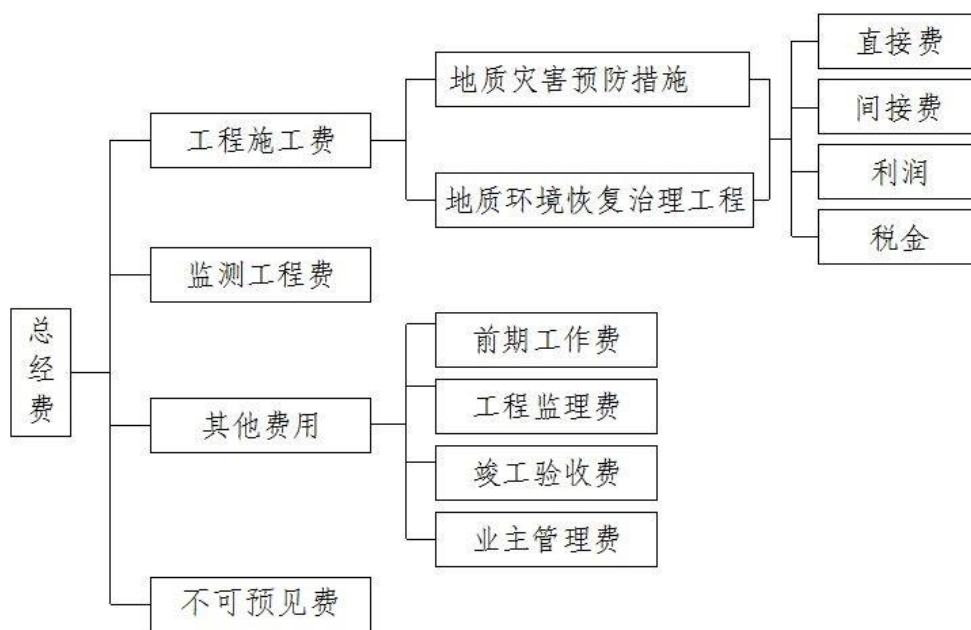 总经费
工程施工费
地质灾害预防措施
地质环境恢复治理工程
直接费
间接费
利润
税金
监测工程费
其他费用
前期工作费
工程监理费
竣工验收费
业主管理费
不可预见费